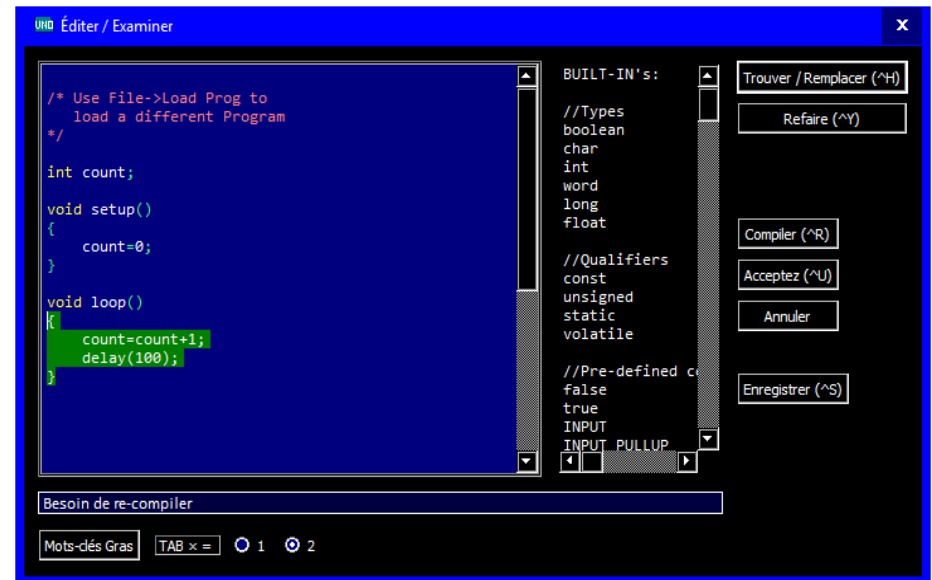 UNO Éditer / Examiner
x
/* Use File->Load Prog to
load a different Program
*/
int count;
void setup()
{
count=0;
}
void loop()
{
count=count+1;
delay(100);
}
BUILT-IN's:
//Types
boolean
char
int
word
long
float
//Qualifiers
const
unsigned
static
volatile
//Pre-defined c
false
true
INPUT
INPUT_PULLUP
Trouver / Remplacer (^H)
Refaire (^Y)
Compiler (^R)
Acceptez (^U)
Annuler
Enregistrer (^S)
Besoin de re-compiler
Mots-clés Gras TAB x = 1 2